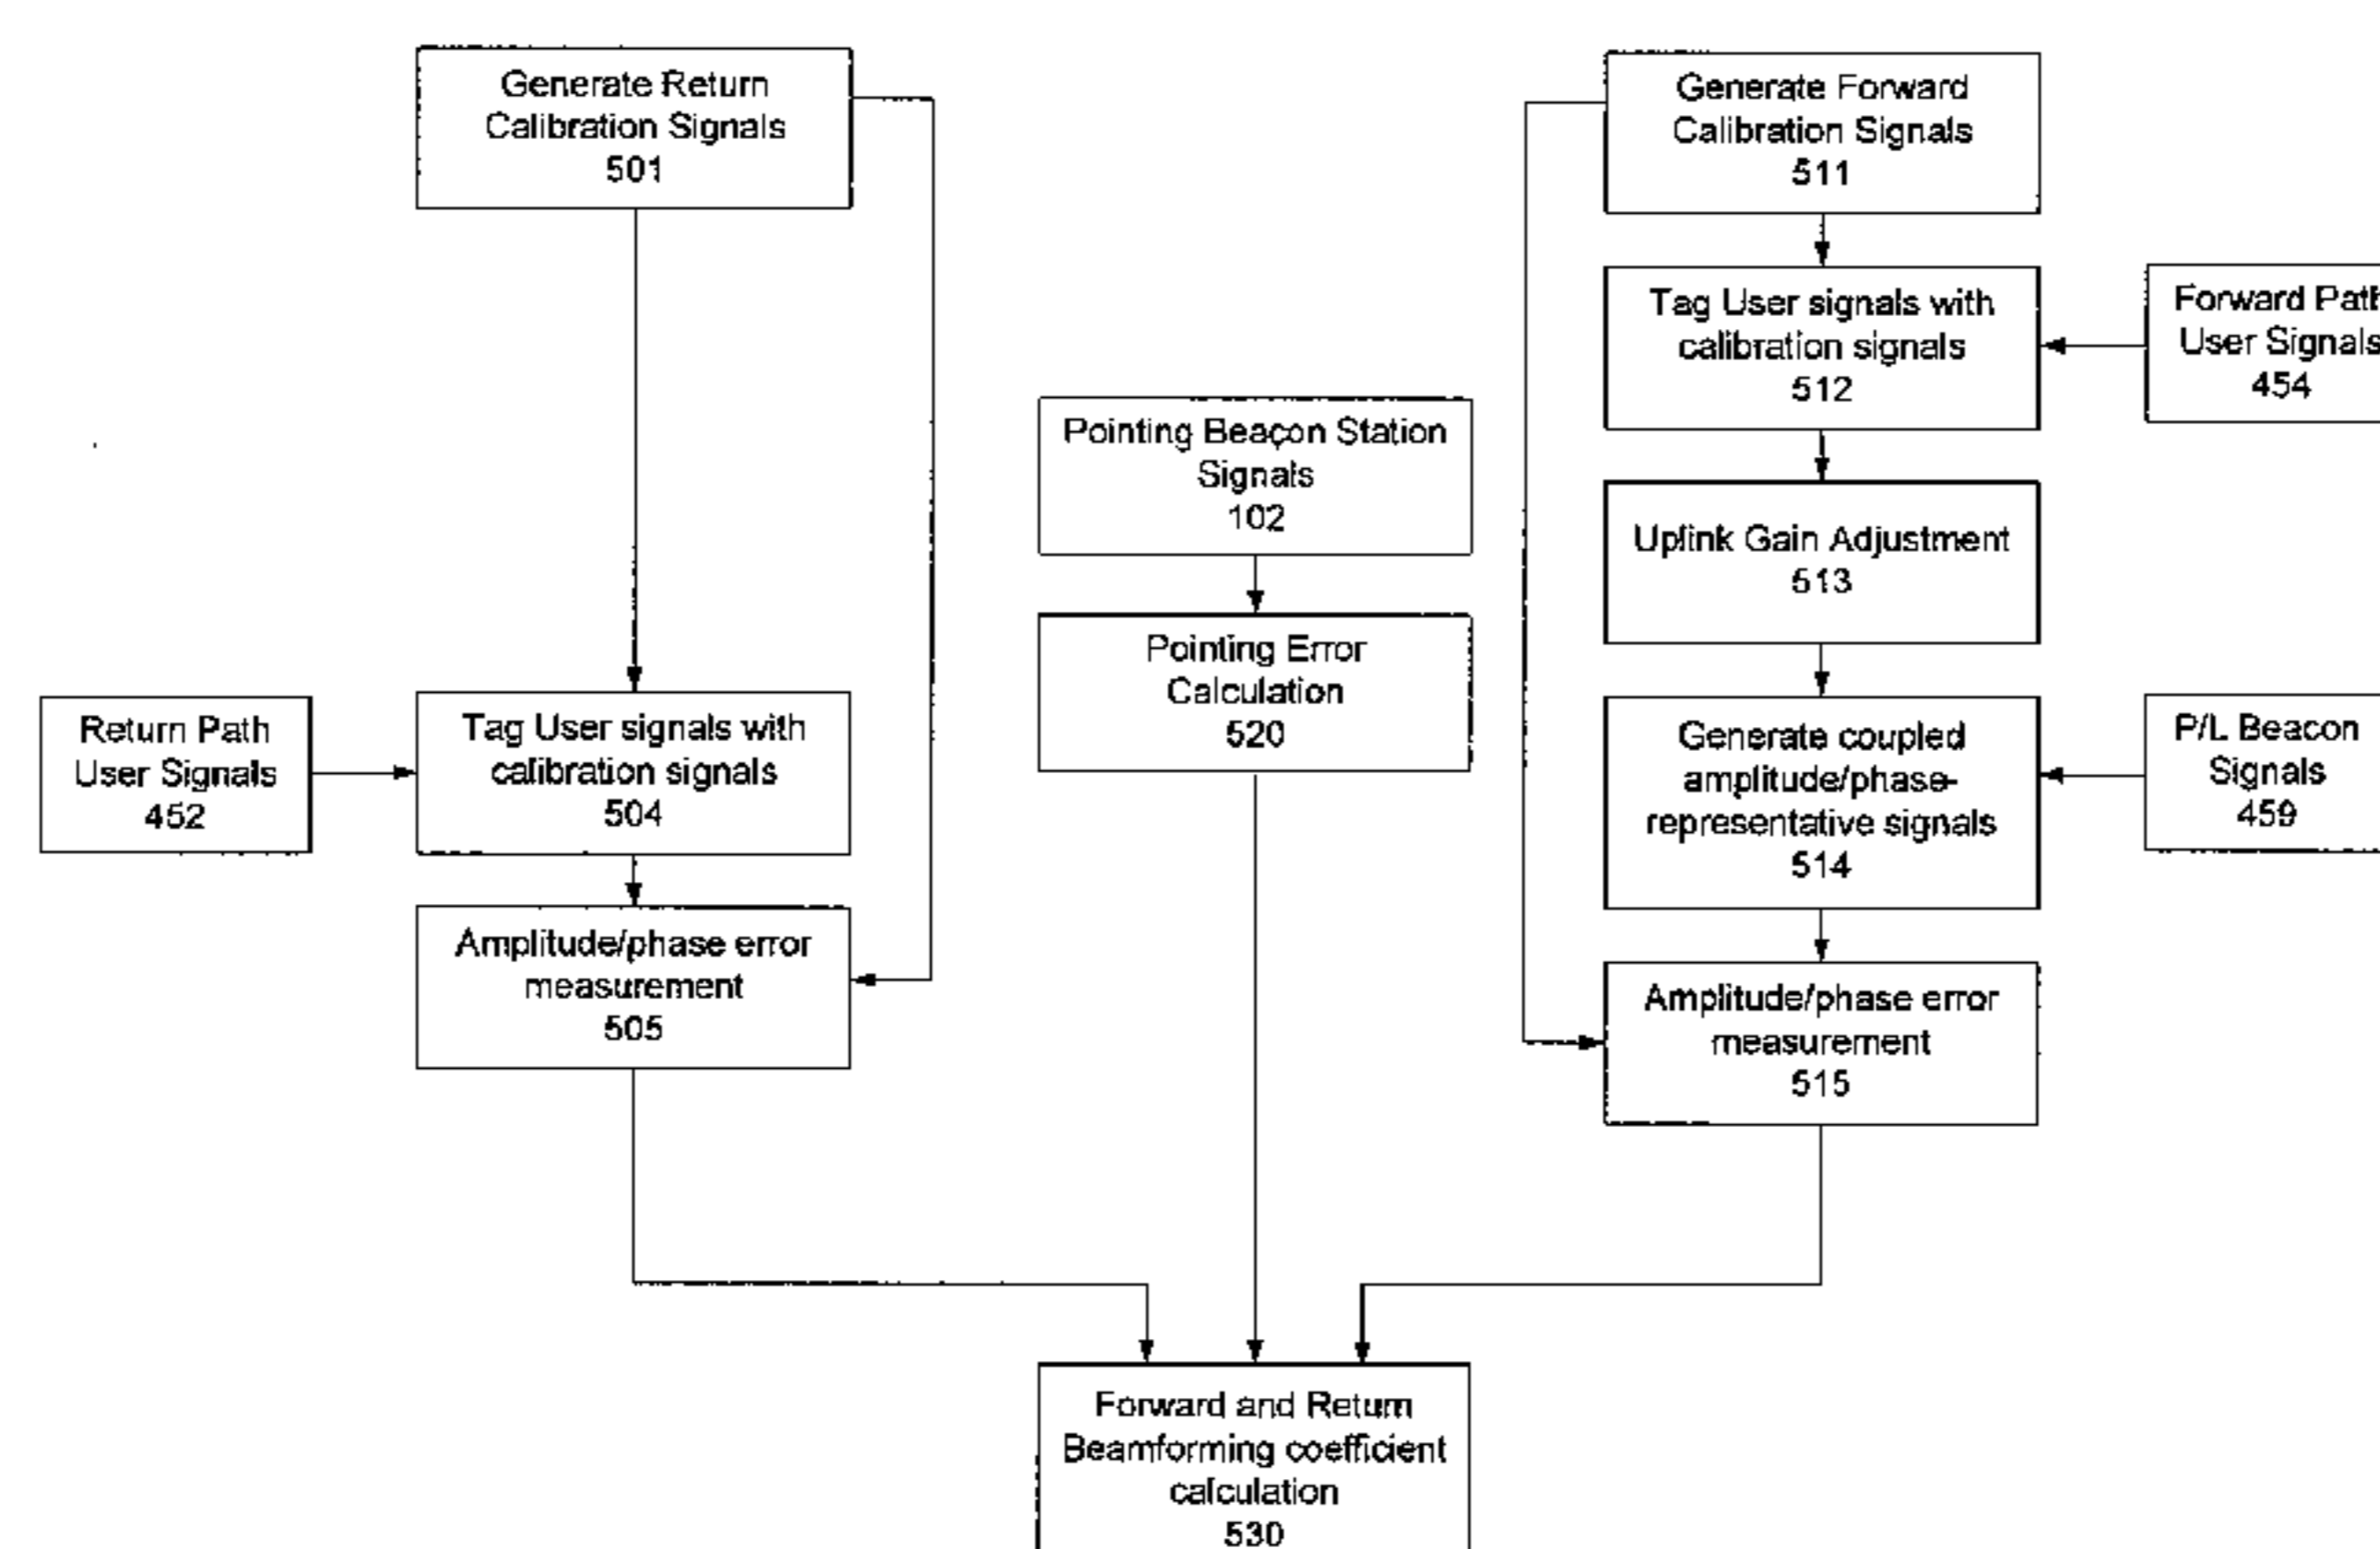 Generate Return
Calibration Signals
501
Generate Forward
Calibration Signals
511
Tag User signals with
calibration signals
512
Forward Path
User Signals
454
Pointing Beacon Station
Signals
102
Uplink Gain Adjustment
513
Pointing Error
Calculation
520
Return Path
User Signals
452
Tag User signals with
calibration signals
504
Generate coupled
amplitude/phase-
representative signals
514
P/L Beacon
Signals
459
Amplitude/phase error
measurement
505
Amplitude/phase error
measurement
515
Forward and Return
Beamforming coefficient
calculation
530